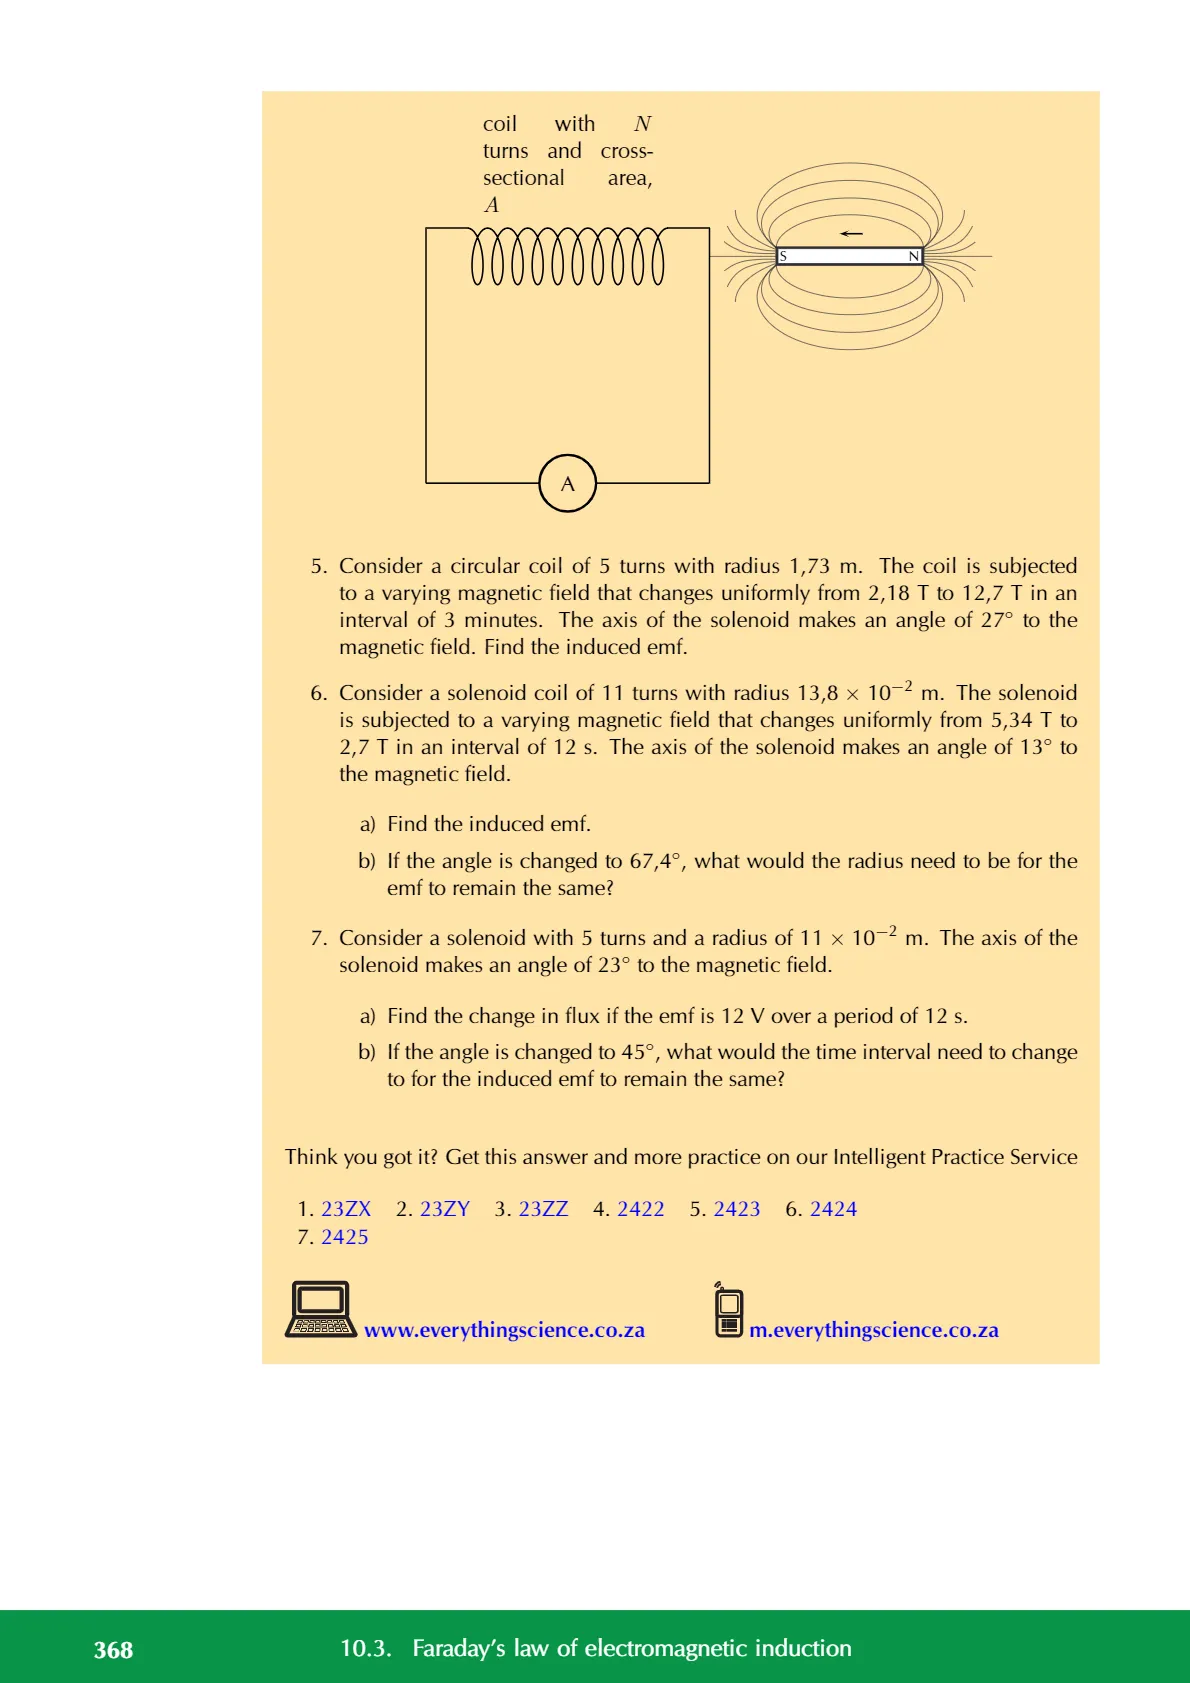 coil with N
turns and cross-
sectional area,
A
S N
A
5. Consider a circular coil of 5 turns with radius 1,73 m. The coil is subjected
to a varying magnetic field that changes uniformly from 2,18 T to 12,7 T in an
interval of 3 minutes. The axis of the solenoid makes an angle of 27° to the
magnetic field. Find the induced emf.
6. Consider a solenoid coil of 11 turns with radius 13,8 × 10⁻² m. The solenoid
is subjected to a varying magnetic field that changes uniformly from 5,34 T to
2,7 T in an interval of 12 s. The axis of the solenoid makes an angle of 13° to
the magnetic field.
a) Find the induced emf.
b) If the angle is changed to 67,4°, what would the radius need to be for the
emf to remain the same?
7. Consider a solenoid with 5 turns and a radius of 11 × 10⁻² m. The axis of the
solenoid makes an angle of 23° to the magnetic field.
a) Find the change in flux if the emf is 12 V over a period of 12 s.
b) If the angle is changed to 45°, what would the time interval need to change
to for the induced emf to remain the same?
Think you got it? Get this answer and more practice on our Intelligent Practice Service
1. 23ZX 2. 23ZY 3. 23ZZ 4. 2422 5. 2423 6. 2424
7. 2425
www.everythingscience.co.za m.everythingscience.co.za
368 10.3. Faraday's law of electromagnetic induction